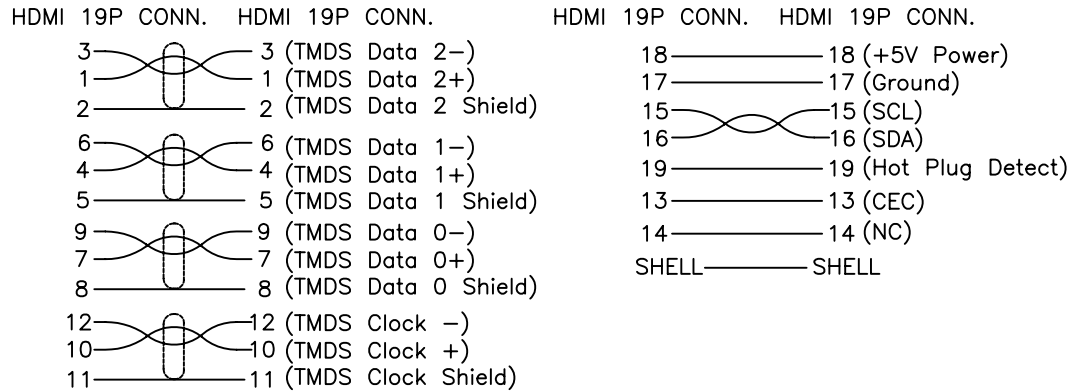 HDMI 19P CONN. HDMI 19P CONN.
3 3 (TMDS Data 2−)
1 1 (TMDS Data 2+)
2 2 (TMDS Data 2 Shield)
6 6 (TMDS Data 1−)
4 4 (TMDS Data 1+)
5 5 (TMDS Data 1 Shield)
9 9 (TMDS Data 0−)
7 7 (TMDS Data 0+)
8 8 (TMDS Data 0 Shield)
12 12 (TMDS Clock −)
10 10 (TMDS Clock +)
11 11 (TMDS Clock Shield)
HDMI 19P CONN. HDMI 19P CONN.
18 18 (+5V Power)
17 17 (Ground)
15 15 (SCL)
16 16 (SDA)
19 19 (Hot Plug Detect)
13 13 (CEC)
14 14 (NC)
SHELL SHELL